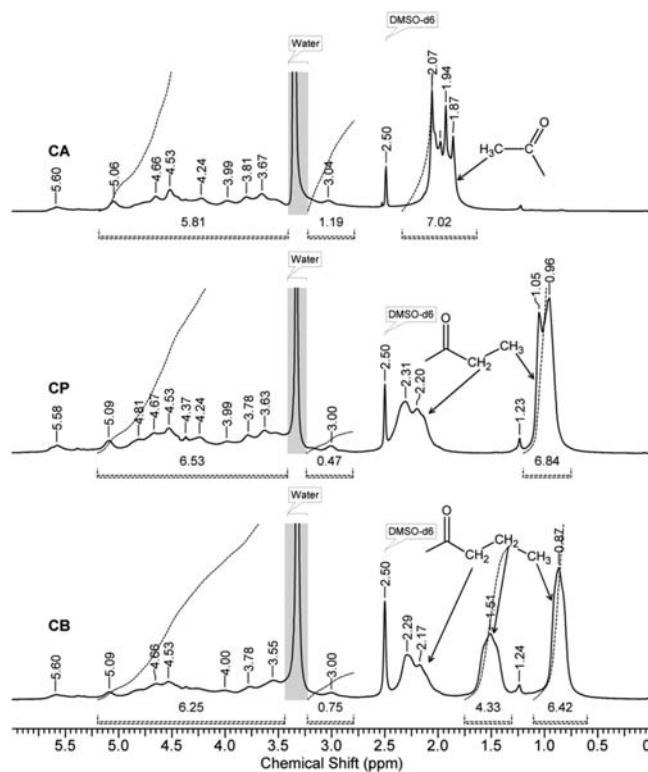 DMSO-d6
Water
2.07
1.94
1.87
O
H₃C
C
CA
5.60
5.06
4.66
4.53
4.24
3.99
3.81
3.67
3.04
2.50
5.81
1.19
7.02
Water
DMSO-d6
1.05
0.96
O
CH₃
CH₂
CP
5.58
5.09
4.81
4.67
4.53
4.37
4.24
3.99
3.78
3.63
3.00
2.50
2.31
2.20
1.23
6.53
0.47
6.84
Water
DMSO-d6
O
CH₂
CH₂
CH₃
0.87
CB
5.60
5.09
4.66
4.53
4.00
3.78
3.55
3.00
2.50
2.29
2.17
1.51
1.24
6.25
0.75
4.33
6.42
5.5 5.0 4.5 4.0 3.5 3.0 2.5 2.0 1.5 1.0 0.5 0
Chemical Shift (ppm)